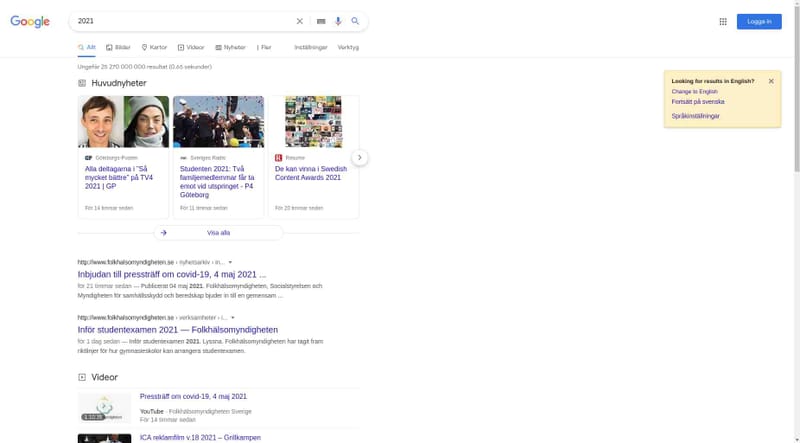 Google
2021
Logga in
Allt
Bilder
Kartor
Videor
Nyheter
Fler
Inställningar
Verktyg
Ungefär 25 270 000 000 resultat (0,65 sekunder)
Looking for results in English?
Change to English
Fortsätt på svenska
Språkinställningar
Huvudnyheter
Göteborgs-Posten
Alla deltagarna i "Så
mycket bättre" på TV4
2021 | GP
För 14 timmar sedan
Sveriges Radio
Studenten 2021: Två
familjemedlemmar får ta
emot vid utspringet - P4
Göteborg
För 11 timmar sedan
Resume
De kan vinna i Swedish
Content Awards 2021
För 20 timmar sedan
Visa alla
http://www.folkhalsomyndigheten.se › nyhetsarkiv › in...
Inbjudan till pressträff om covid-19, 4 maj 2021 ...
för 21 timmar sedan — Publicerat 04 maj 2021. Folkhälsomyndigheten, Socialstyrelsen och
Myndigheten för samhällsskydd och beredskap bjuder in till en gemensam ...
http://www.folkhalsomyndigheten.se › verksamheter › i...
Inför studentexamen 2021 — Folkhälsomyndigheten
för 1 dag sedan — Inför studentexamen 2021. Lyssna. Folkhälsomyndigheten har tagit fram
riktlinjer för hur gymnasieskolor kan arrangera studentexamen.
Videor
Pressträff om covid-19, 4 maj 2021
YouTube · Folkhälsomyndigheten Sverige
För 14 timmar sedan
ICA reklamfilm v.18 2021 – Grillkampen